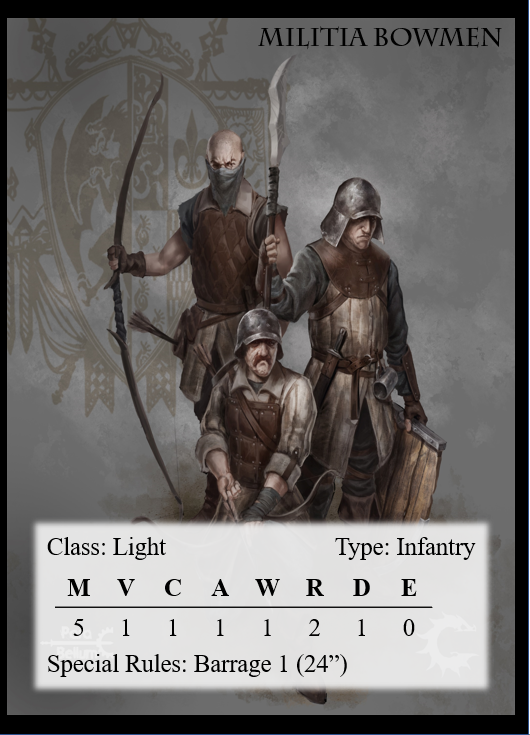 MILITIA BOWMEN
Class: Light Type: Infantry
M V C A W R D E
5 1 1 1 1 2 1 0
Special Rules: Barrage 1 (24”)